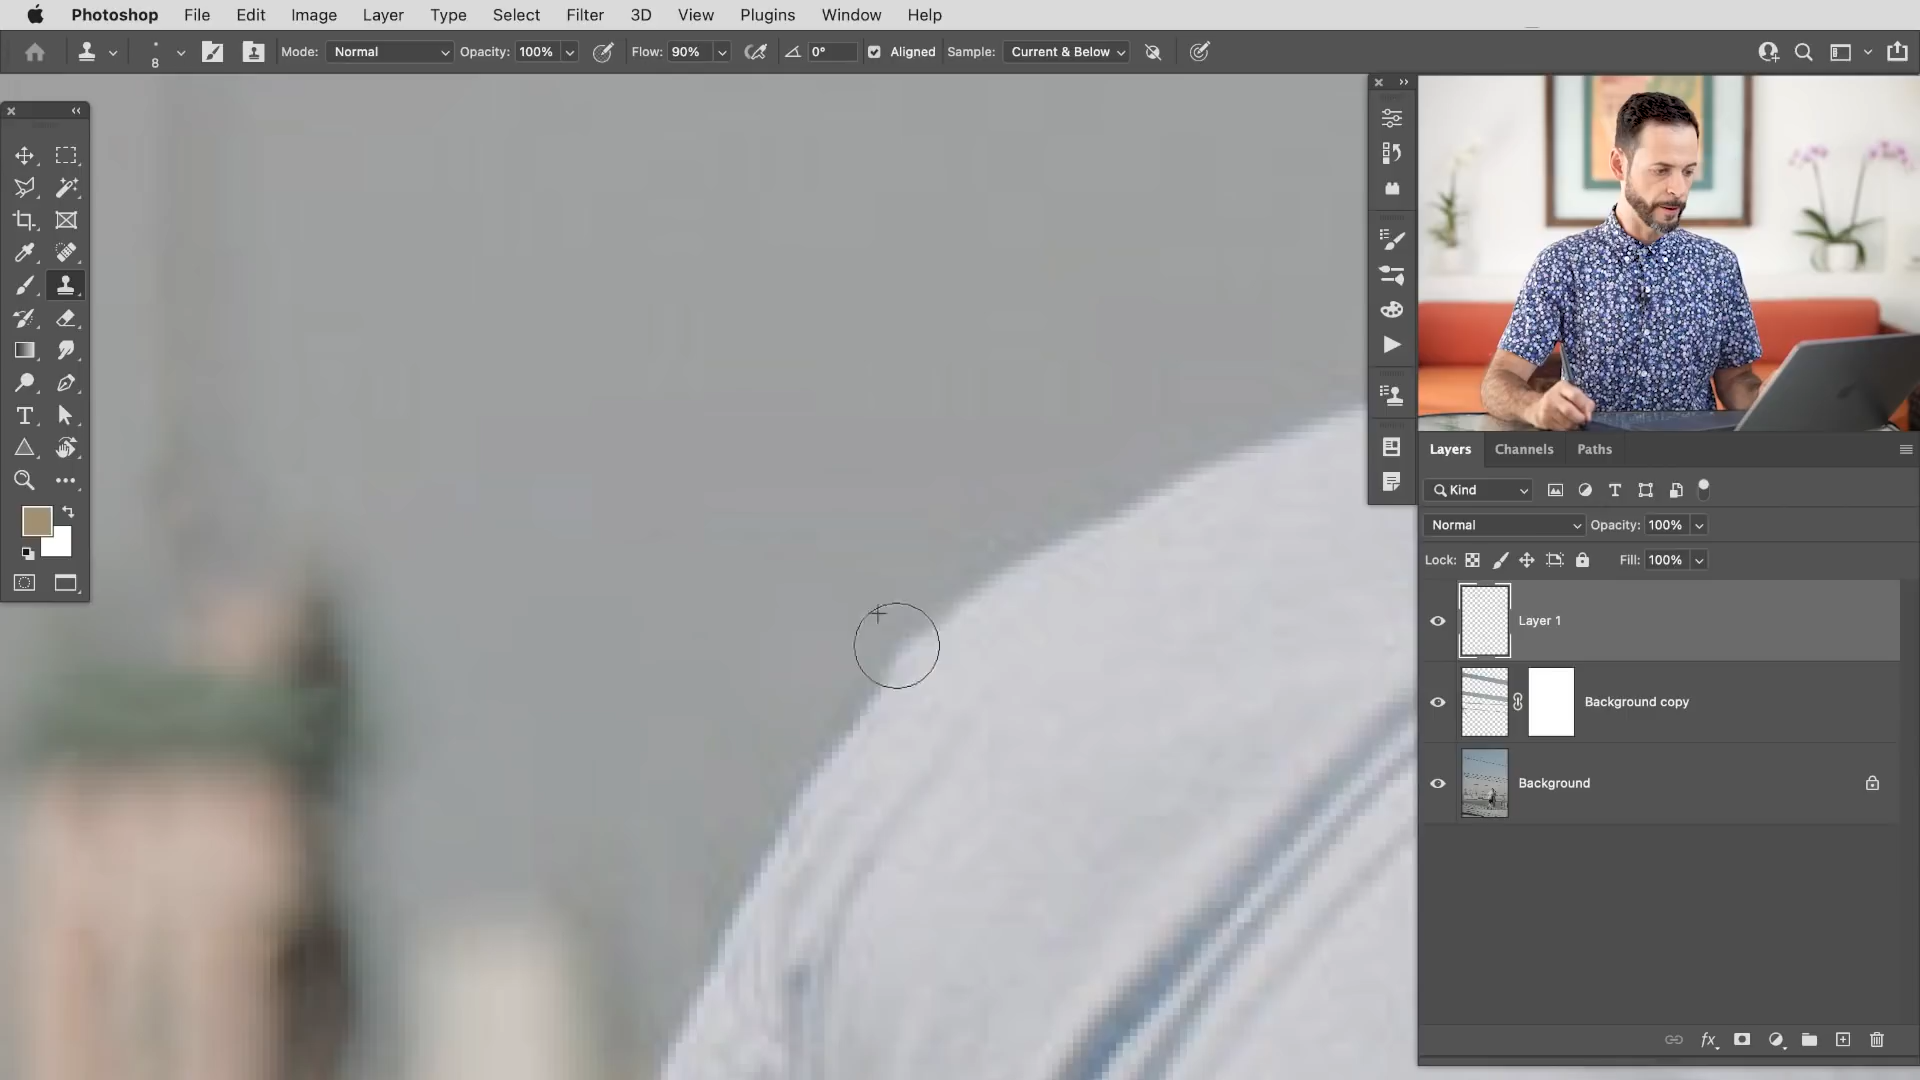 Photoshop File Edit Image Layer Type Select Filter 3D View Plugins Window Help
8 Mode: Normal Opacity: 100% Flow: 90% 0° Aligned Sample: Current & Below
Layers Channels Paths
Kind
Normal Opacity: 100%
Lock: Fill: 100%
Layer 1
Background copy
Background
fx